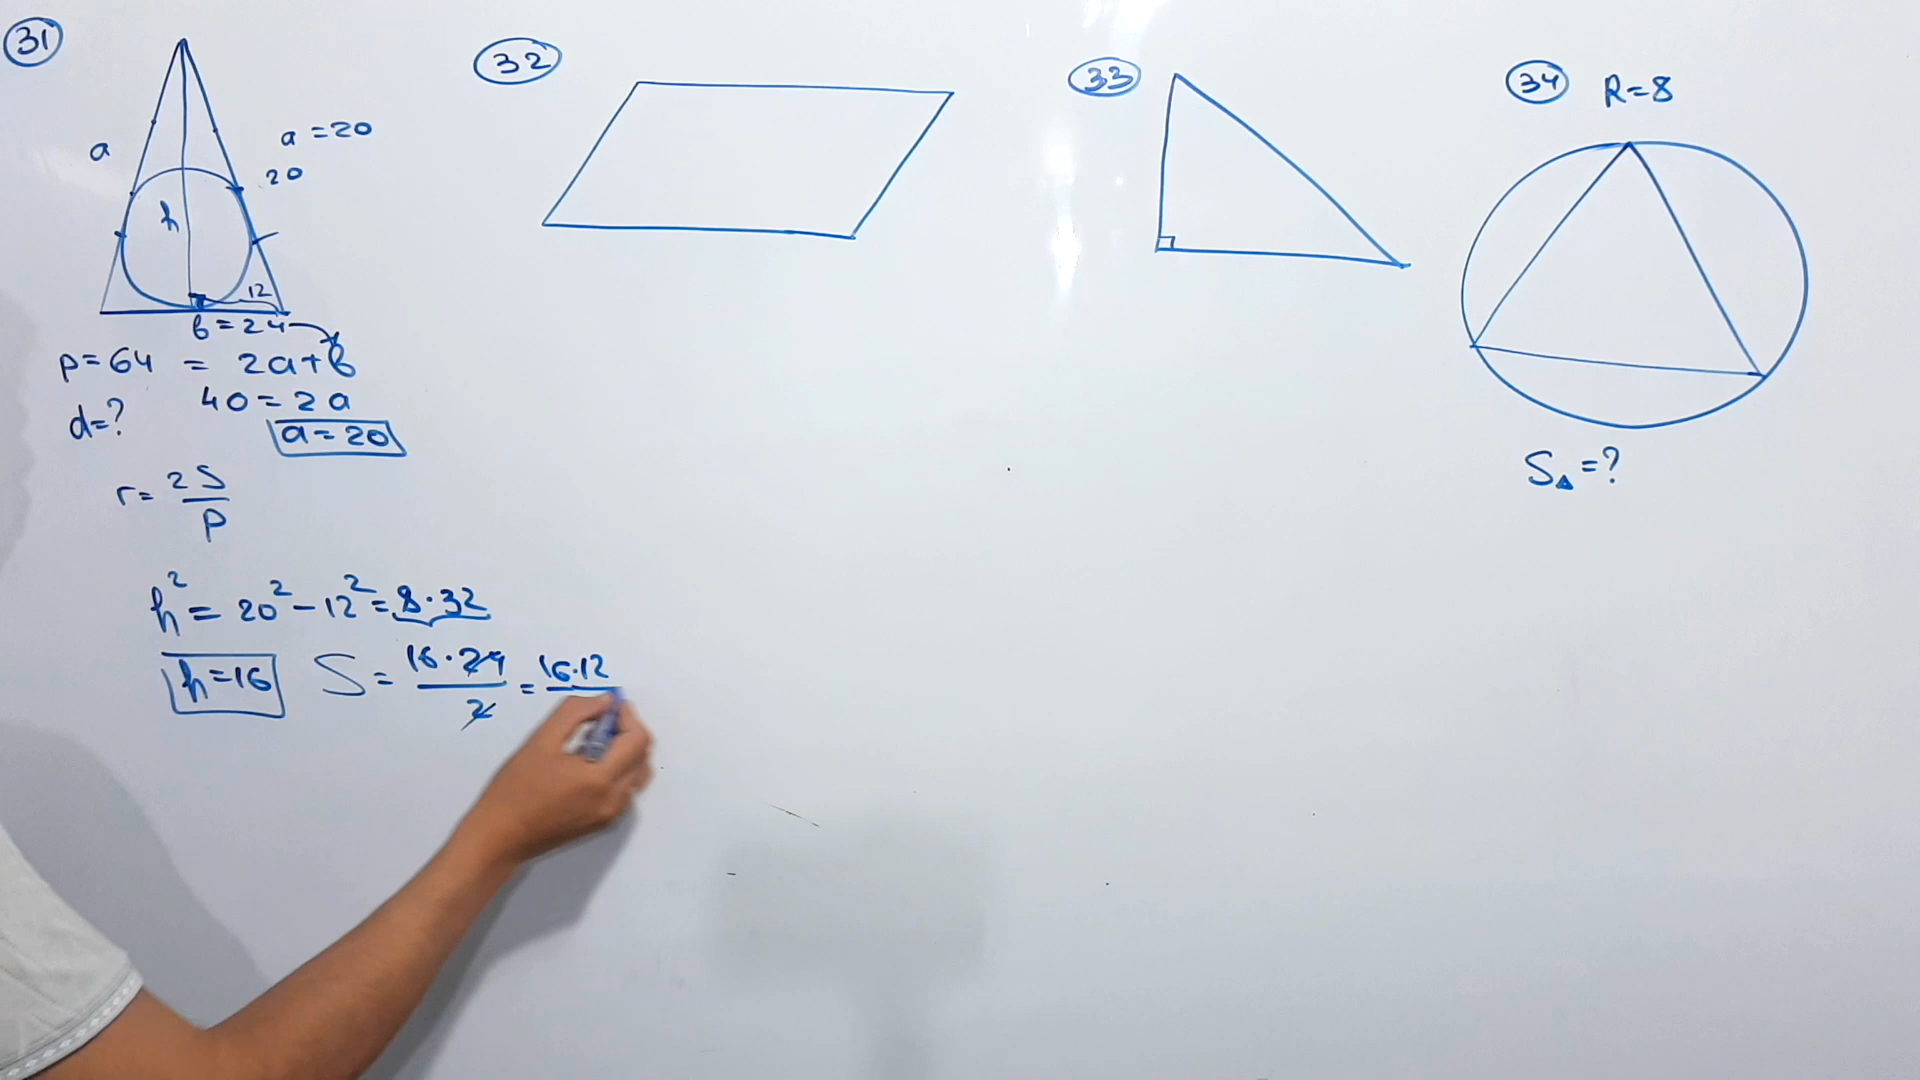 31
a
a = 20
20
h
12
b = 24
p = 64 = 2a + b
d = ?
40 = 2a
a = 20
r = 2S / P
h² = 20² - 12² = 8 · 32
h = 16
S = 16 · 24 / 2 = 16 · 12
32
33
34
R = 8
S▲ = ?